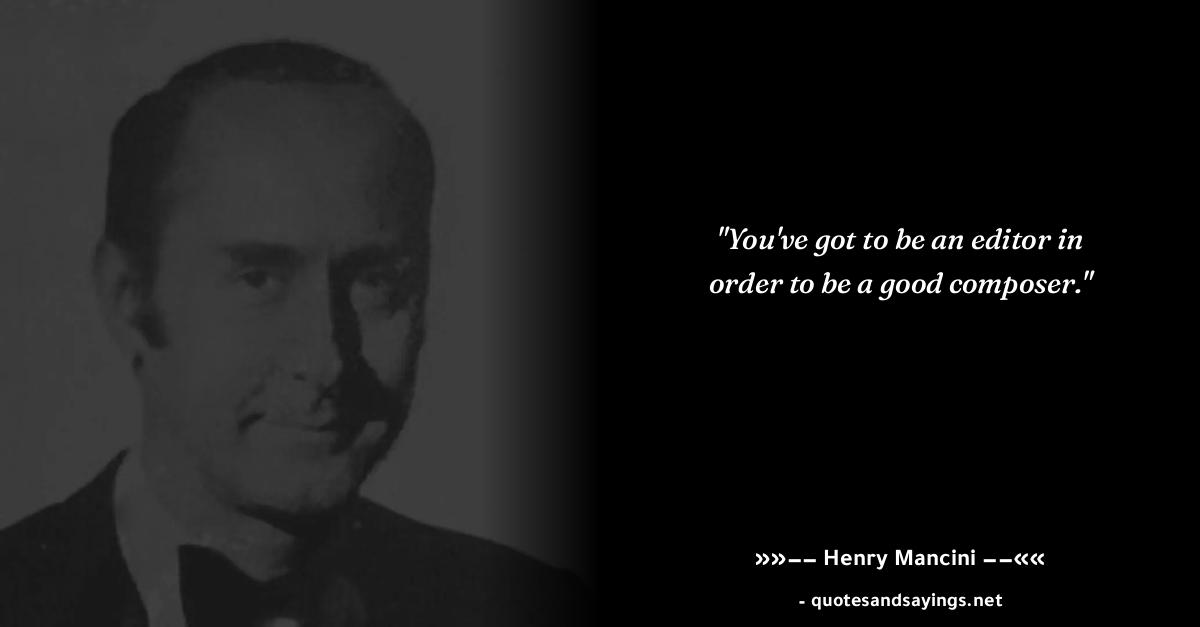 "You've got to be an editor in
order to be a good composer."
»»–– Henry Mancini ––««
- quotesandsayings.net